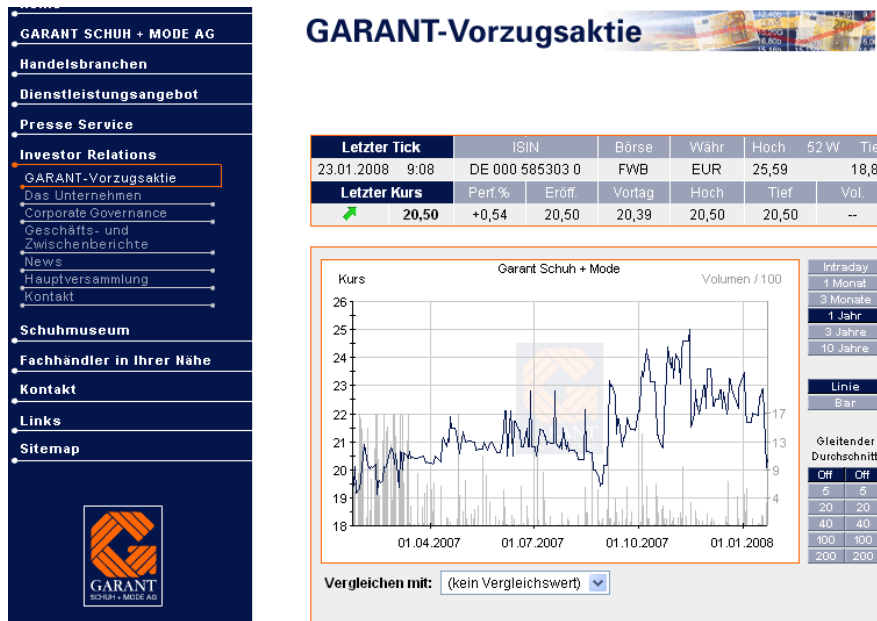 GARANT SCHUH + MODE AG
Handelsbranchen
Dienstleistungsangebot
Presse Service
Investor Relations
GARANT-Vorzugsaktie
Das Unternehmen
Corporate Governance
Geschäfts- und
Zwischenberichte
News
Hauptversammlung
Kontakt
Schuhmuseum
Fachhändler in Ihrer Nähe
Kontakt
Links
Sitemap
GARANT
SCHUH + MODE AG
GARANT-Vorzugsaktie
Letzter Tick ISIN Börse Währ Hoch 52 W Tie
23.01.2008 9:08 DE 000 585303 0 FWB EUR 25,59 18,8
Letzter Kurs Perf.% Eröff. Vortag Hoch Tief Vol.
20,50 +0,54 20,50 20,39 20,50 20,50 --
Garant Schuh + Mode
Kurs Volumen / 100
26
25
24
23
22 17
21 13
20 9
19 4
18
01.04.2007 01.07.2007 01.10.2007 01.01.2008
GARANT
Vergleichen mit: (kein Vergleichswert)
Intraday
1 Monat
3 Monate
1 Jahr
3 Jahre
10 Jahre
Linie
Bar
Gleitender
Durchschnitt
Off Off
5 5
20 20
40 40
100 100
200 200